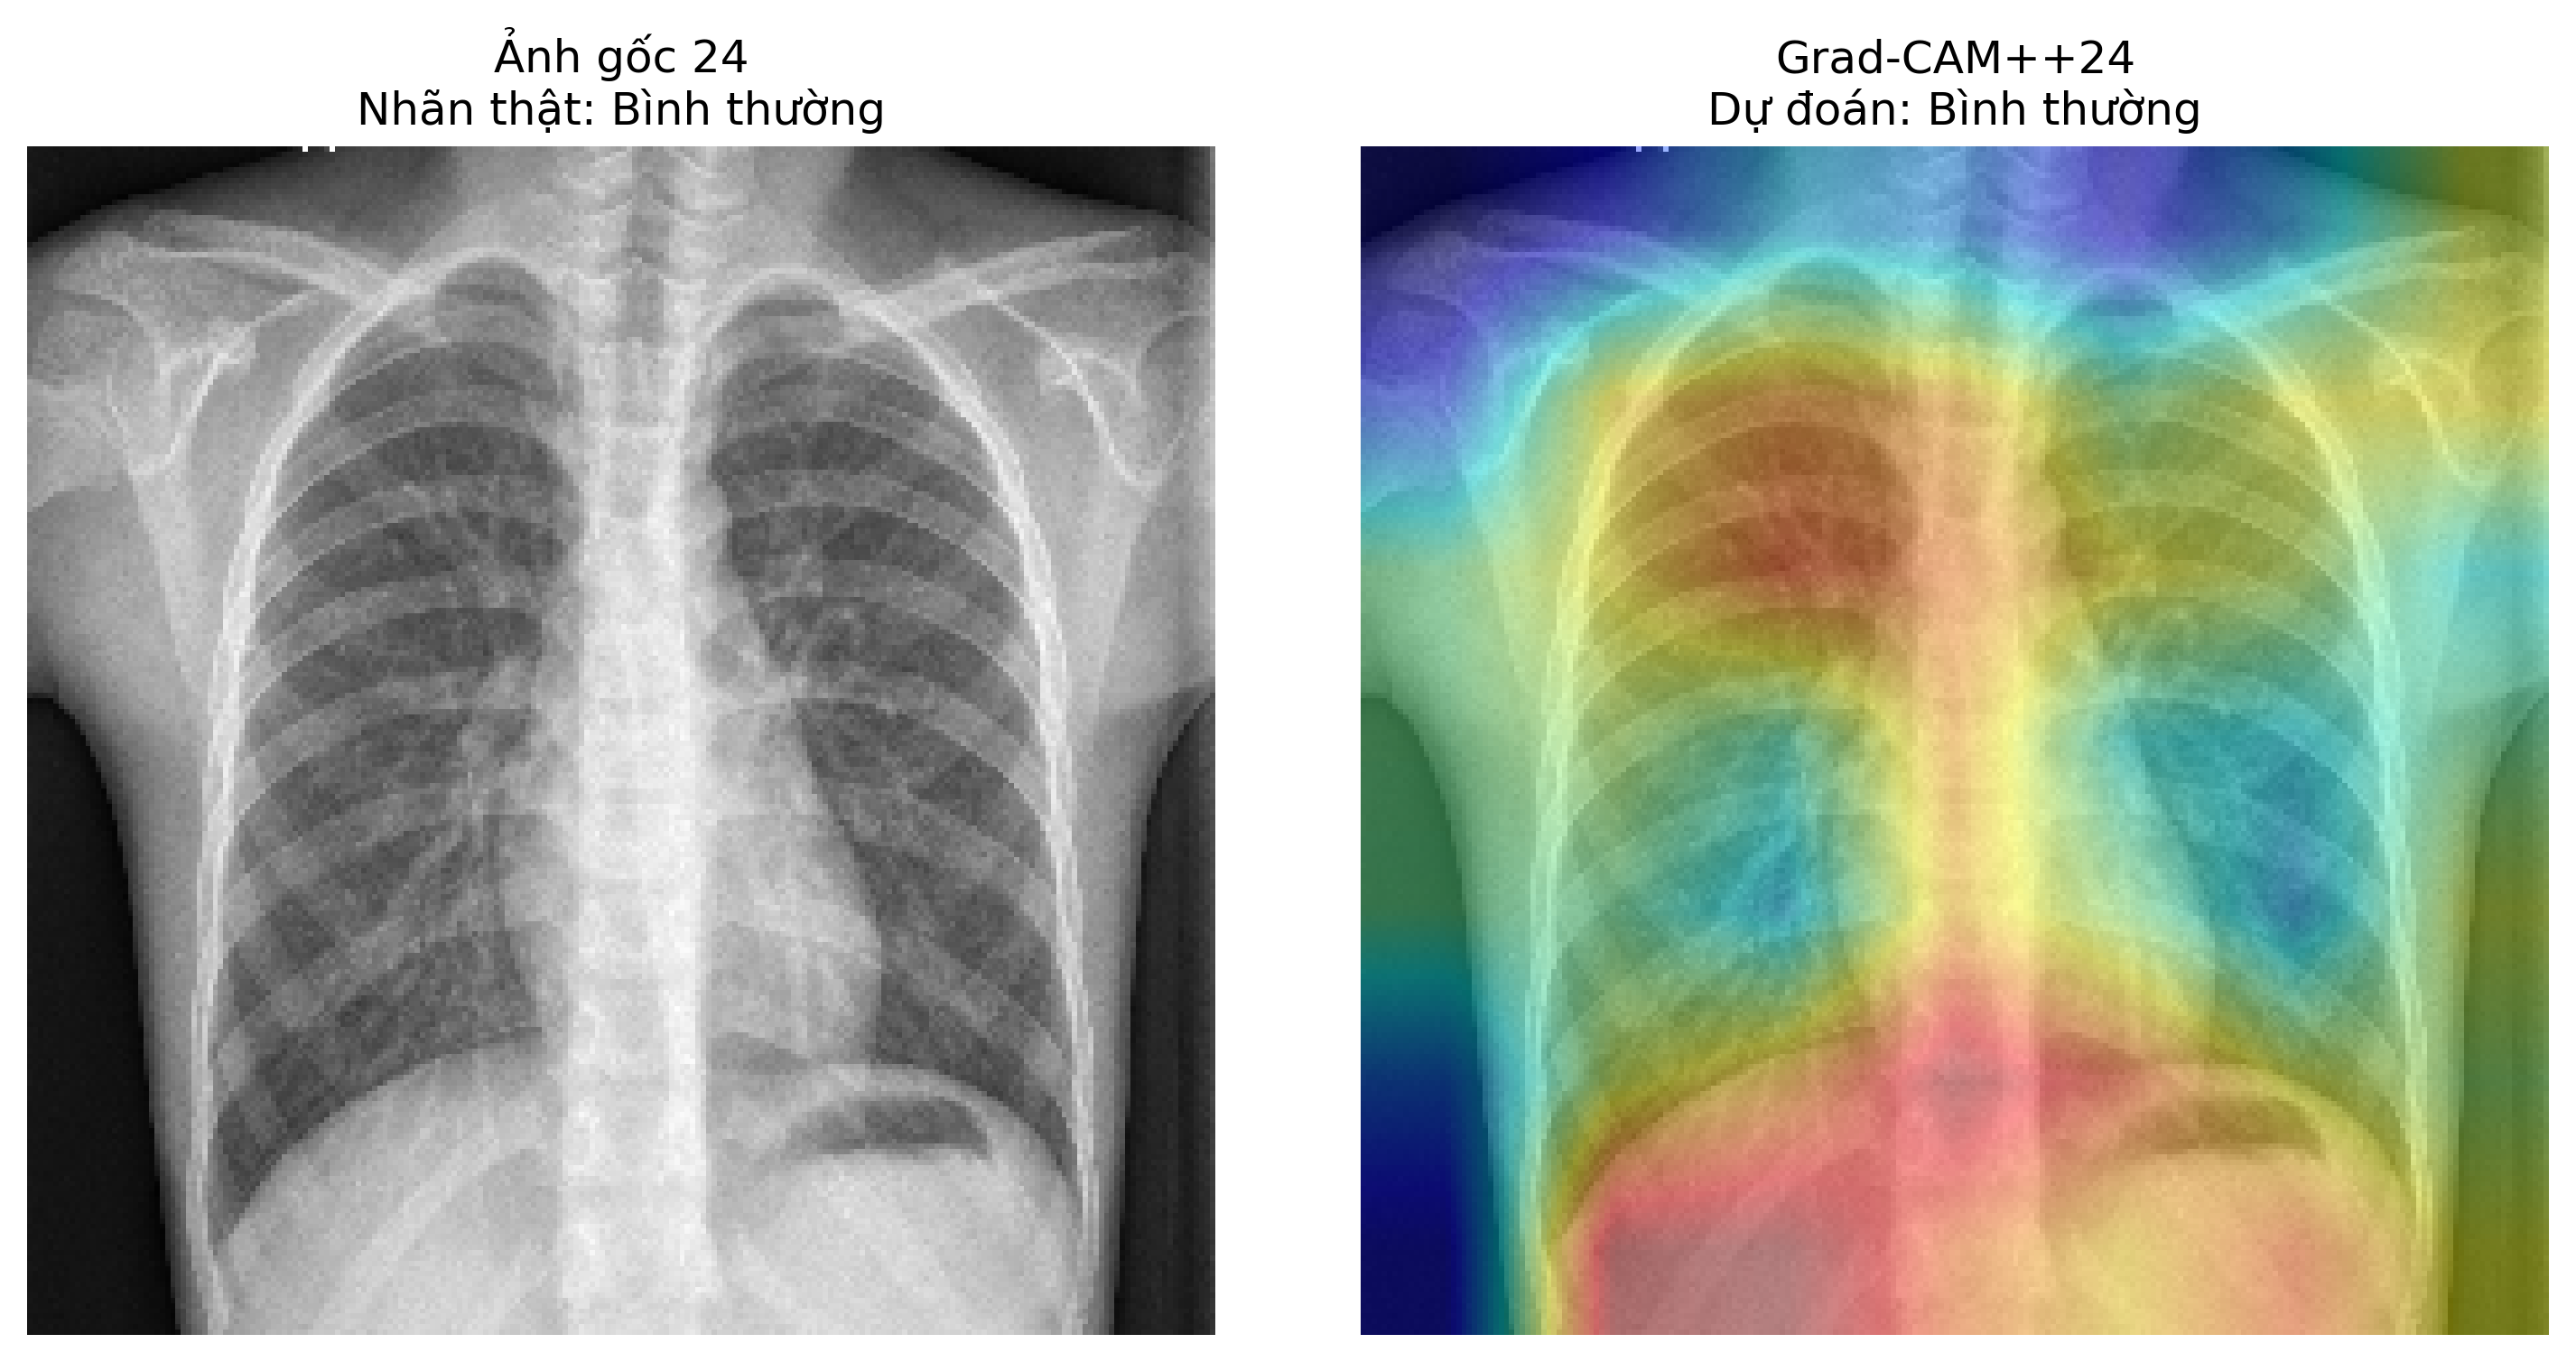 Ảnh gốc 24
Nhãn thật: Bình thường
Grad-CAM++24
Dự đoán: Bình thường